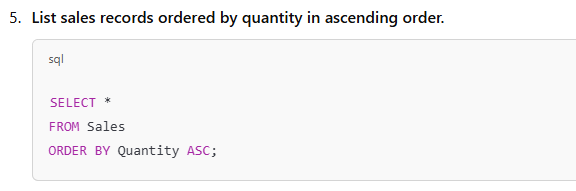 5. List sales records ordered by quantity in ascending order.
sql
SELECT *
FROM Sales
ORDER BY Quantity ASC;